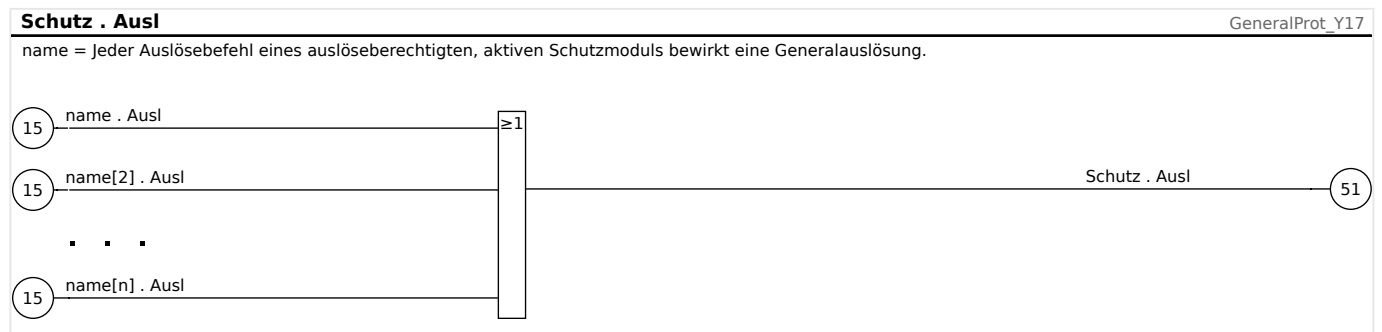 Schutz . Ausl
GeneralProt_Y17
name = Jeder Auslösebefehl eines auslöseberechtigten, aktiven Schutzmoduls bewirkt eine Generalauslösung.
15
name . Ausl
≥1
15
name[2] . Ausl
Schutz . Ausl
51
. . .
15
name[n] . Ausl